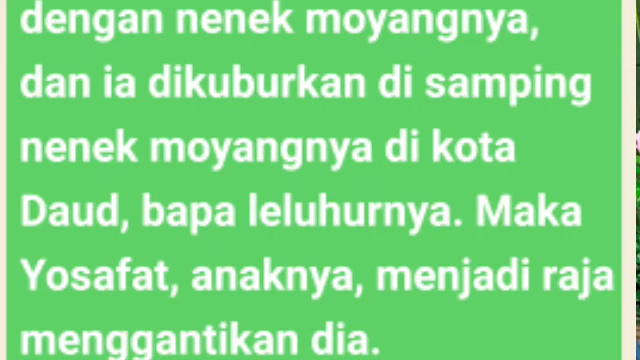 dengan nenek moyangnya,
dan ia dikuburkan di samping
nenek moyangnya di kota
Daud, bapa leluhurnya. Maka
Yosafat, anaknya, menjadi raja
menggantikan dia.